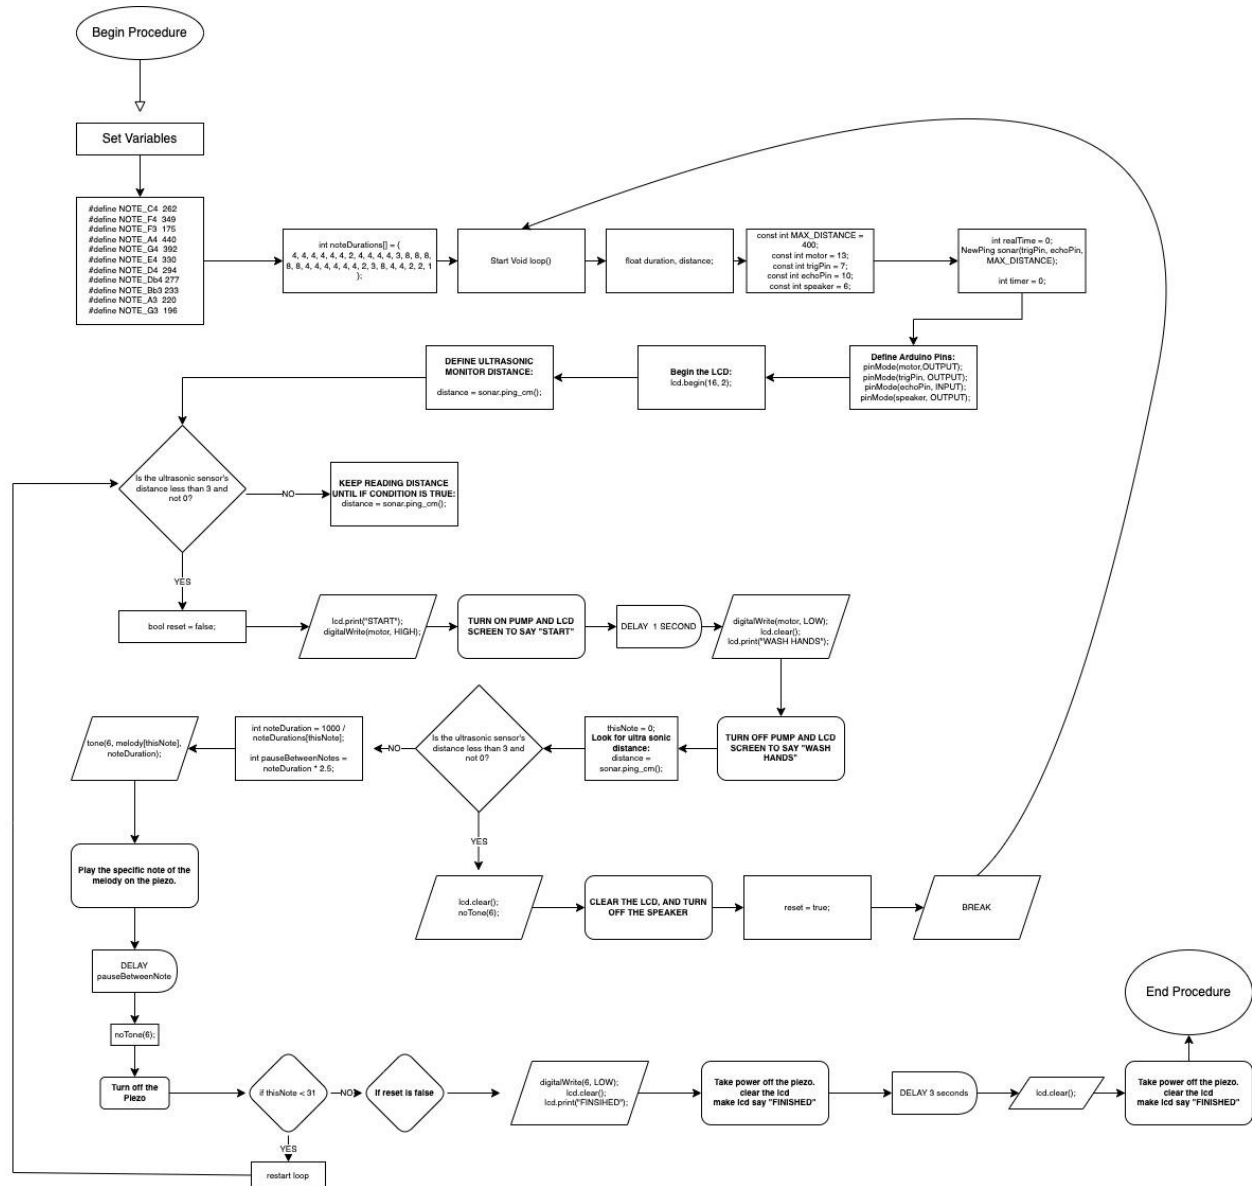 Begin Procedure
Set Variables
#define NOTE_C4 262
#define NOTE_F4 349
#define NOTE_F3 175
#define NOTE_A4 440
#define NOTE_G4 392
#define NOTE_E4 330
#define NOTE_D4 294
#define NOTE_Db4 277
#define NOTE_Bb3 233
#define NOTE_A3 220
#define NOTE_G3 196
int noteDurations[] = {
4, 4, 4, 4, 4, 4, 2, 4, 4, 4, 4, 3, 8, 8, 8,
8, 8, 4, 4, 4, 4, 4, 4, 2, 3, 8, 4, 4, 2, 2, 1
};
Start Void loop()
float duration, distance;
const int MAX_DISTANCE =
400;
const int motor = 13;
const int trigPin = 7;
const int echoPin = 10;
const int speaker = 6;
int realTime = 0;
NewPing sonar(trigPin, echoPin,
MAX_DISTANCE);
int timer = 0;
Define Arduino Pins:
pinMode(motor,OUTPUT);
pinMode(trigPin, OUTPUT);
pinMode(echoPin, INPUT);
pinMode(speaker, OUTPUT);
Begin the LCD:
lcd.begin(16, 2);
DEFINE ULTRASONIC
MONITOR DISTANCE:
distance = sonar.ping_cm();
Is the ultrasonic sensor's
distance less than 3 and
not 0?
NO
KEEP READING DISTANCE
UNTIL IF CONDITION IS TRUE:
distance = sonar.ping_cm();
YES
bool reset = false;
lcd.print("START");
digitalWrite(motor, HIGH);
TURN ON PUMP AND LCD
SCREEN TO SAY "START"
DELAY 1 SECOND
digitalWrite(motor, LOW);
lcd.clear();
lcd.print("WASH HANDS");
TURN OFF PUMP AND LCD
SCREEN TO SAY "WASH
HANDS"
thisNote = 0;
Look for ultra sonic
distance:
distance =
sonar.ping_cm();
Is the ultrasonic sensor's
distance less than 3 and
not 0?
NO
int noteDuration = 1000 /
noteDurations[thisNote];
int pauseBetweenNotes =
noteDuration * 2.5;
tone(6, melody[thisNote],
noteDuration);
YES
Play the specific note of the
melody on the piezo.
lcd.clear();
noTone(6);
CLEAR THE LCD, AND TURN
OFF THE SPEAKER
reset = true;
BREAK
DELAY
pauseBetweenNote
noTone(6);
Turn off the
Piezo
if thisNote < 31
NO
If reset is false
digitalWrite(6, LOW);
lcd.clear();
lcd.print("FINSIHED");
Take power off the piezo.
clear the lcd
make lcd say "FINISHED"
DELAY 3 seconds
lcd.clear();
Take power off the piezo.
clear the lcd
make lcd say "FINISHED"
End Procedure
YES
restart loop